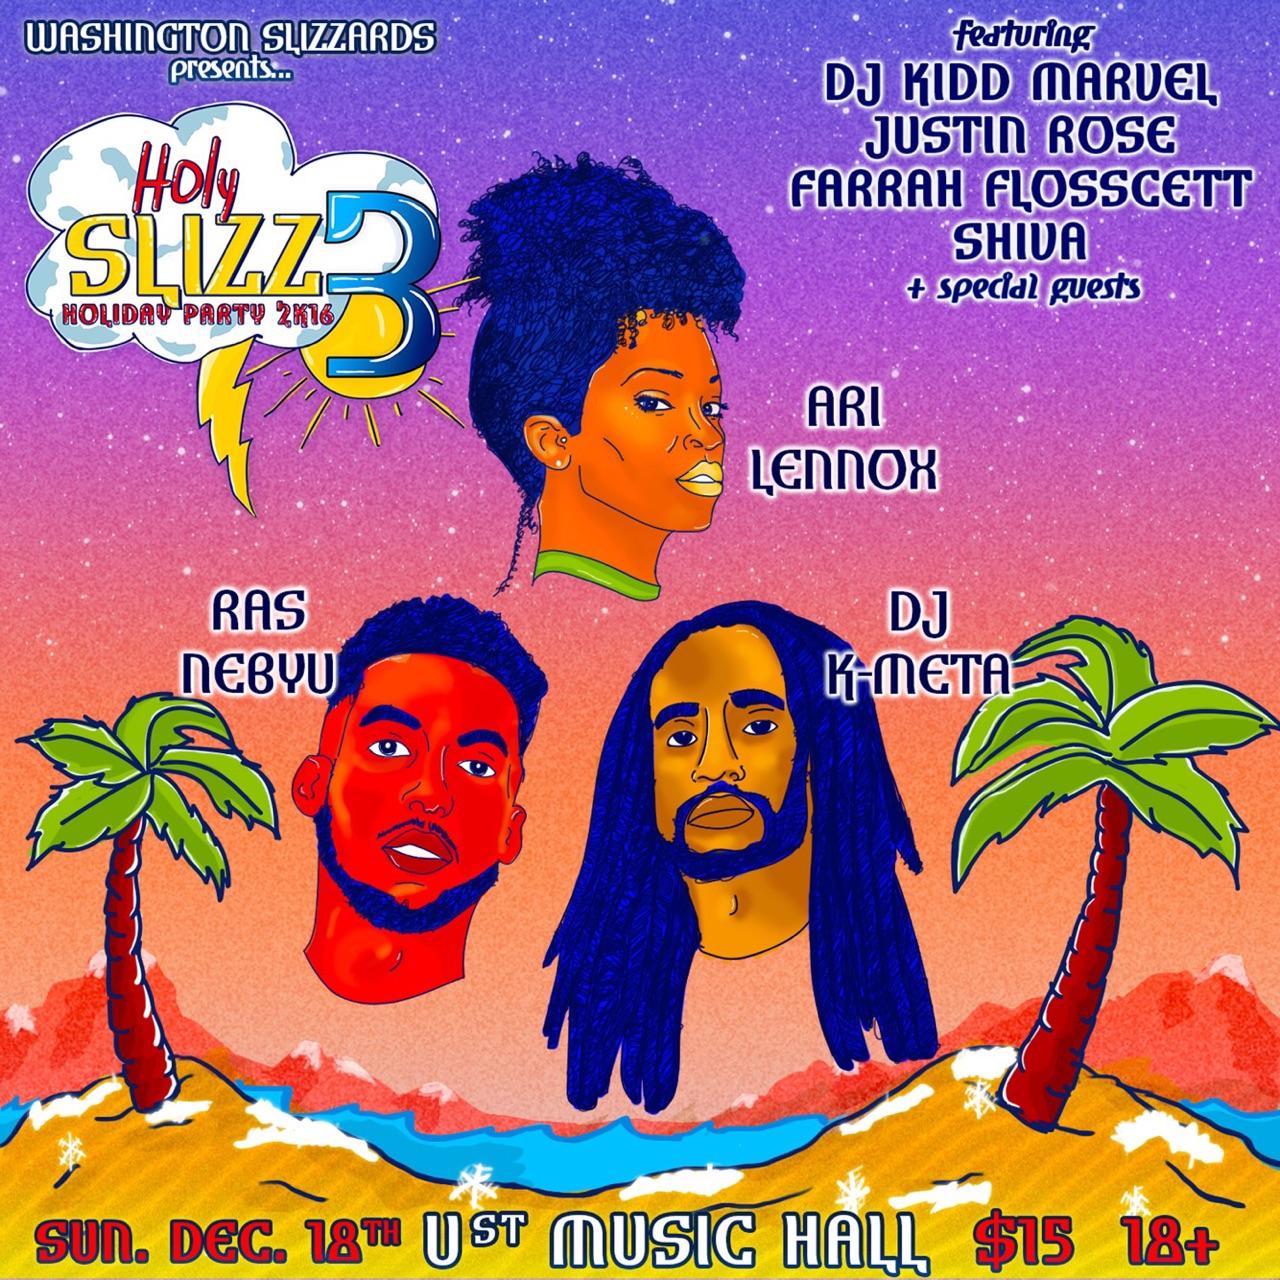 WASHINGTON SLIZZARDS
presents...
Holy
SLIZZ 3
HOLIDAY PARTY 2K16
featuring
DJ KIDD MARVEL
JUSTIN ROSE
FARRAH FLOSSCETT
SHIVA
+ special guests
ARI
LENNOX
RAS
NEBYU
DJ
K-META
SUN. DEC. 18TH U ST MUSIC HALL $15 18+